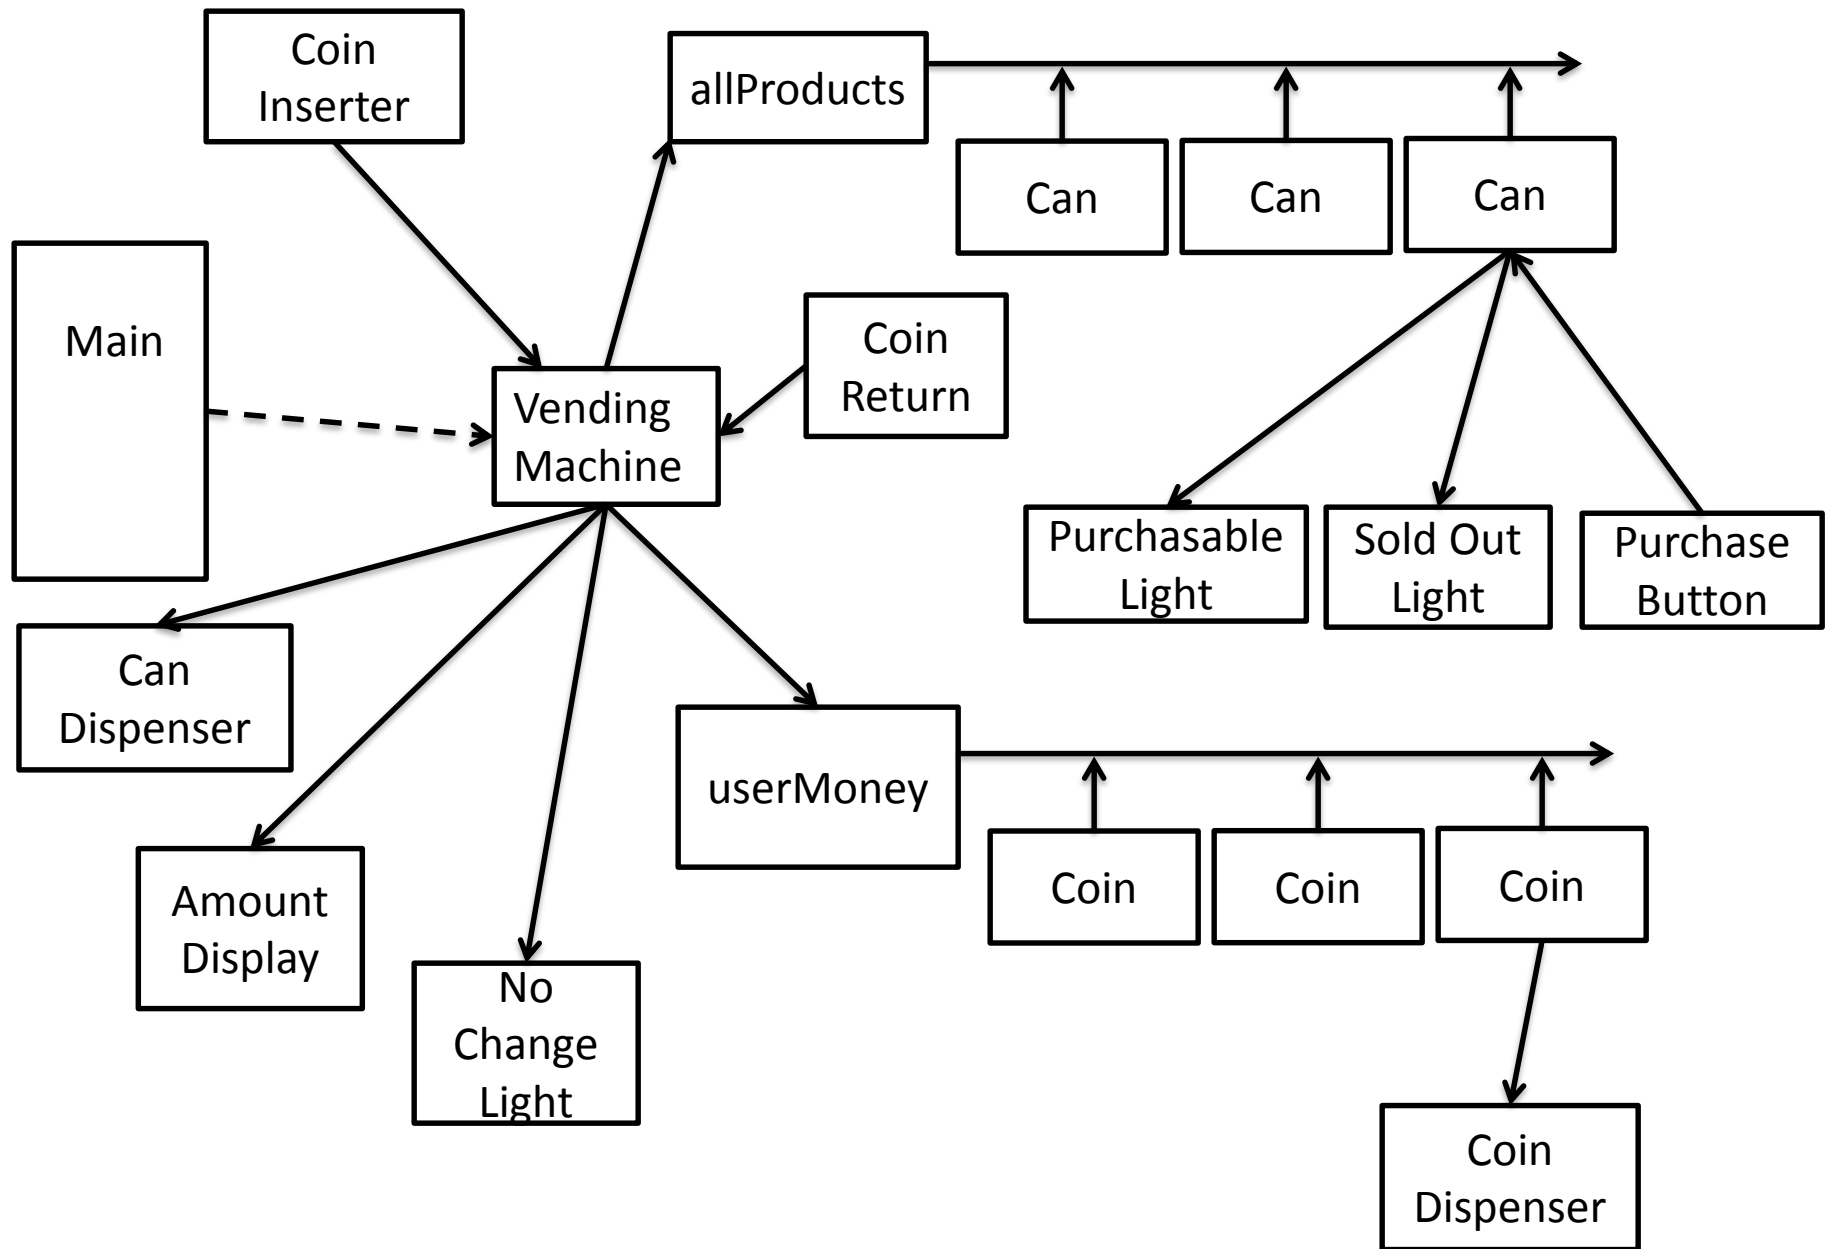 Coin
Inserter
allProducts
Can
Can
Can
Main
Coin
Return
Vending
Machine
Purchasable
Light
Sold Out
Light
Purchase
Button
Can
Dispenser
userMoney
Amount
Display
Coin
Coin
Coin
No
Change
Light
Coin
Dispenser